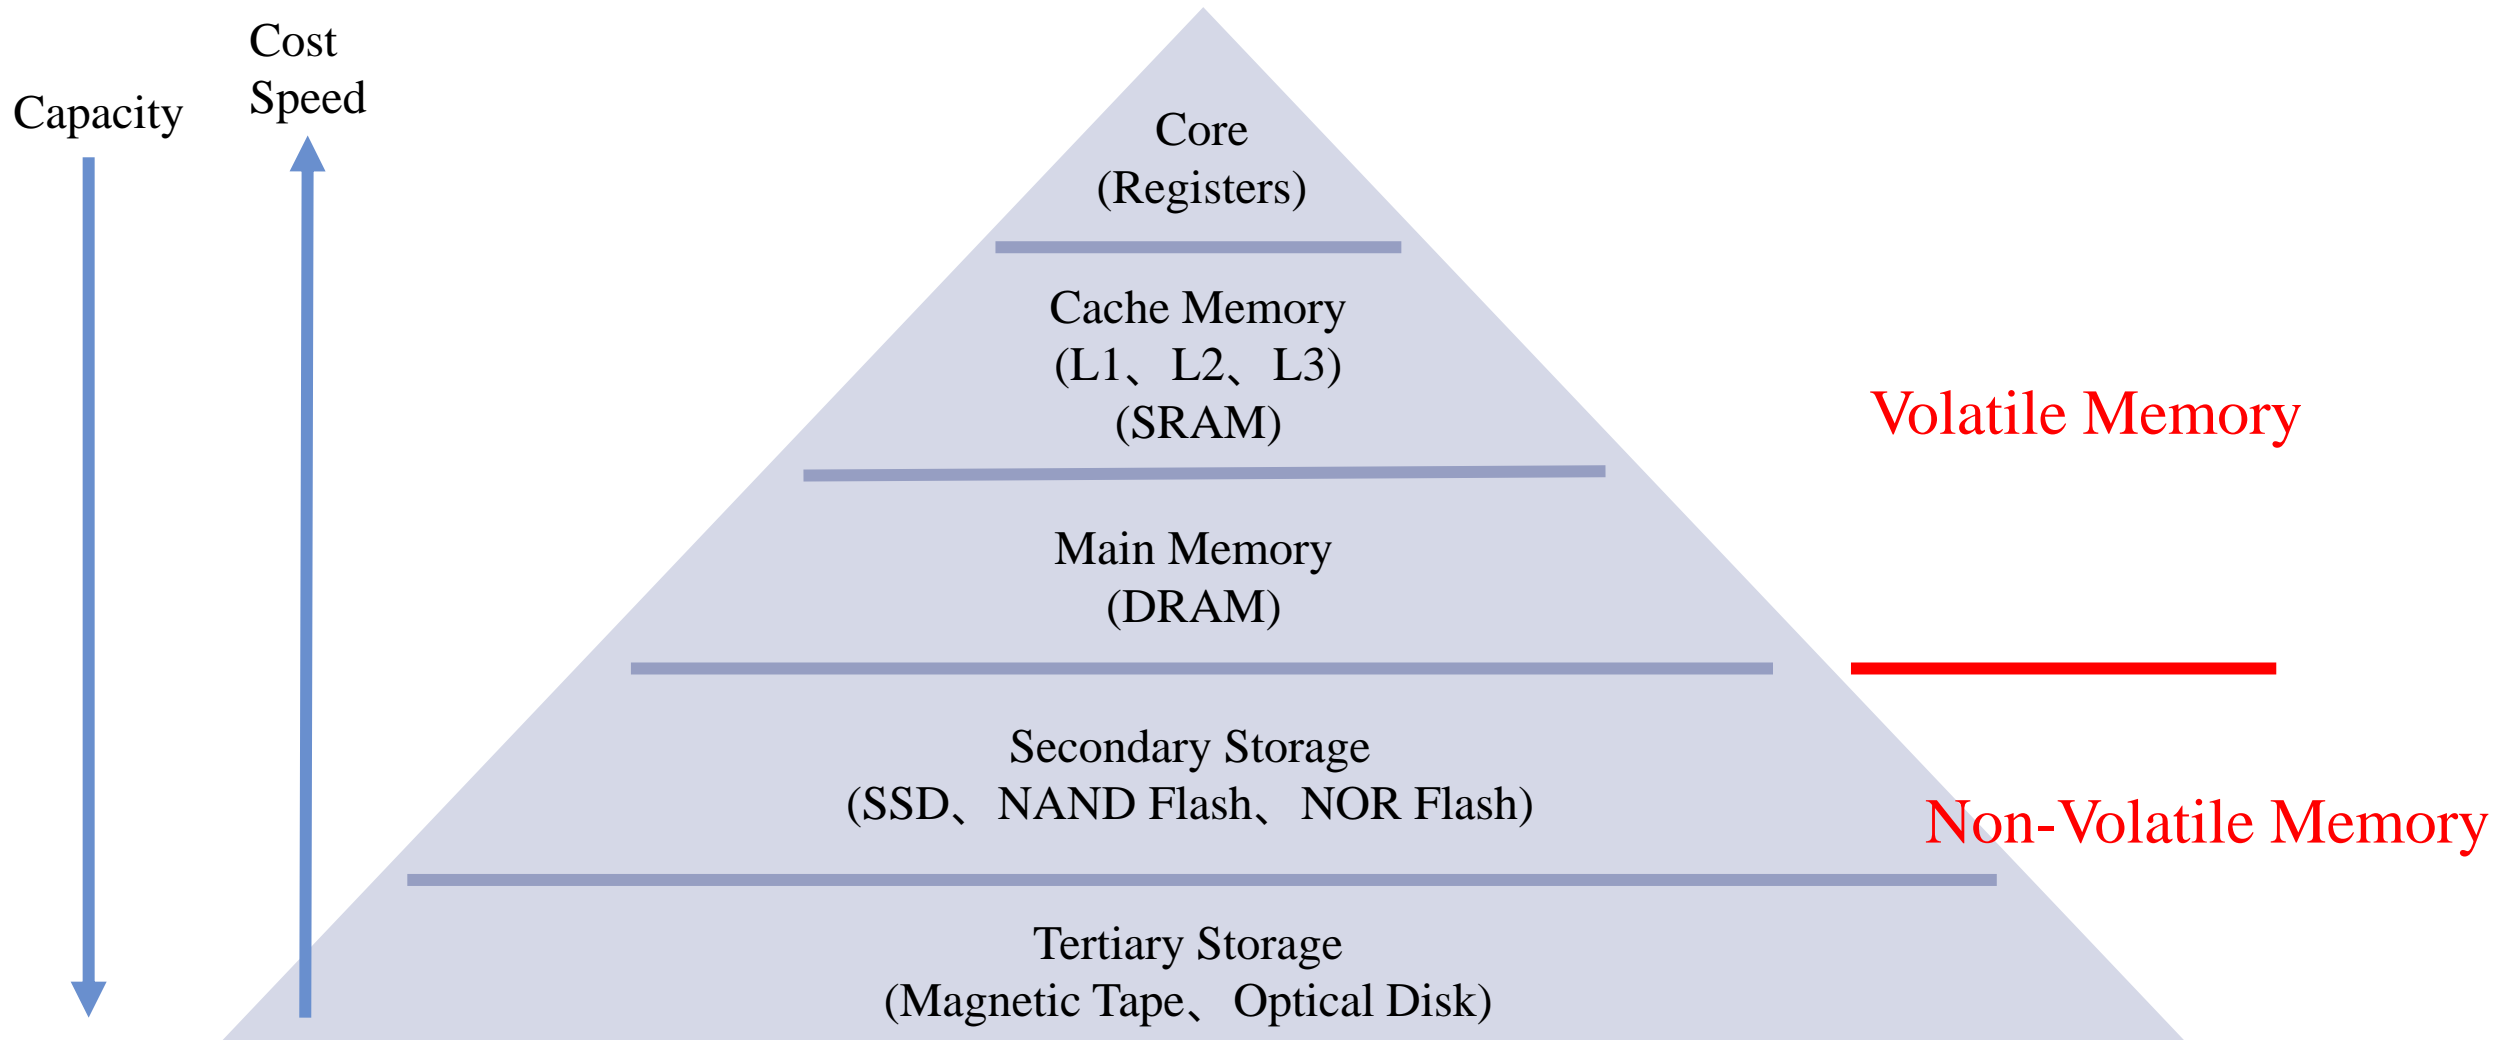 Capacity
Cost
Speed
Core
(Registers)
Cache Memory
(L1、L2、L3)
(SRAM)
Main Memory
(DRAM)
Secondary Storage
(SSD、NAND Flash、NOR Flash)
Tertiary Storage
(Magnetic Tape、Optical Disk)
Volatile Memory
Non-Volatile Memory